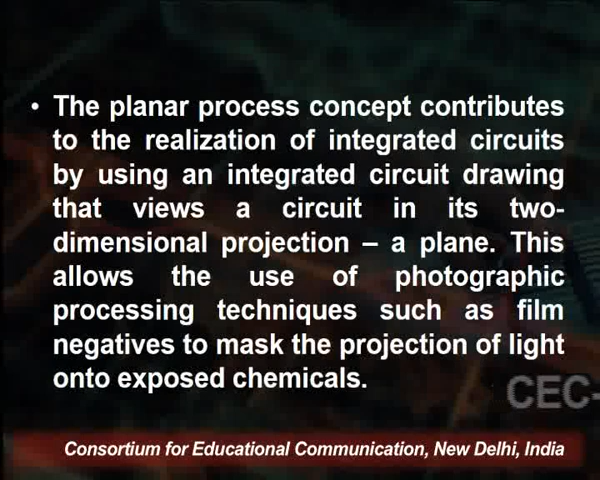 • The planar process concept contributes
to the realization of integrated circuits
by using an integrated circuit drawing
that views a circuit in its two-
dimensional projection – a plane. This
allows the use of photographic
processing techniques such as film
negatives to mask the projection of light
onto exposed chemicals.
CEC-
Consortium for Educational Communication, New Delhi, India